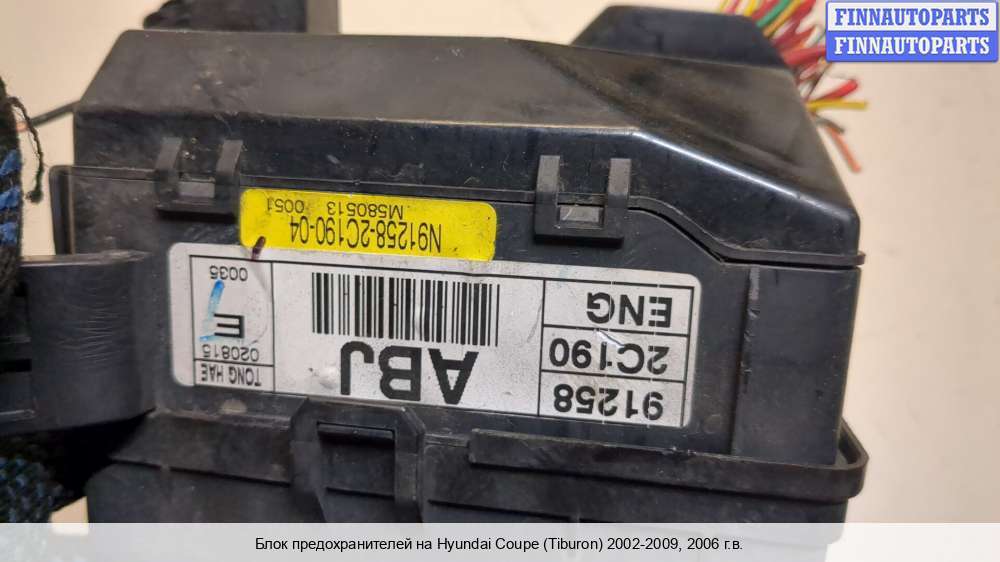 FINNAUTOPARTS
FINNAUTOPARTS
N91258-2C190-04
M580513 0051
91258
2C190
ENG
ABJ
TONG HAE
020815
E
0035
Блок предохранителей на Hyundai Coupe (Tiburon) 2002-2009, 2006 г.в.